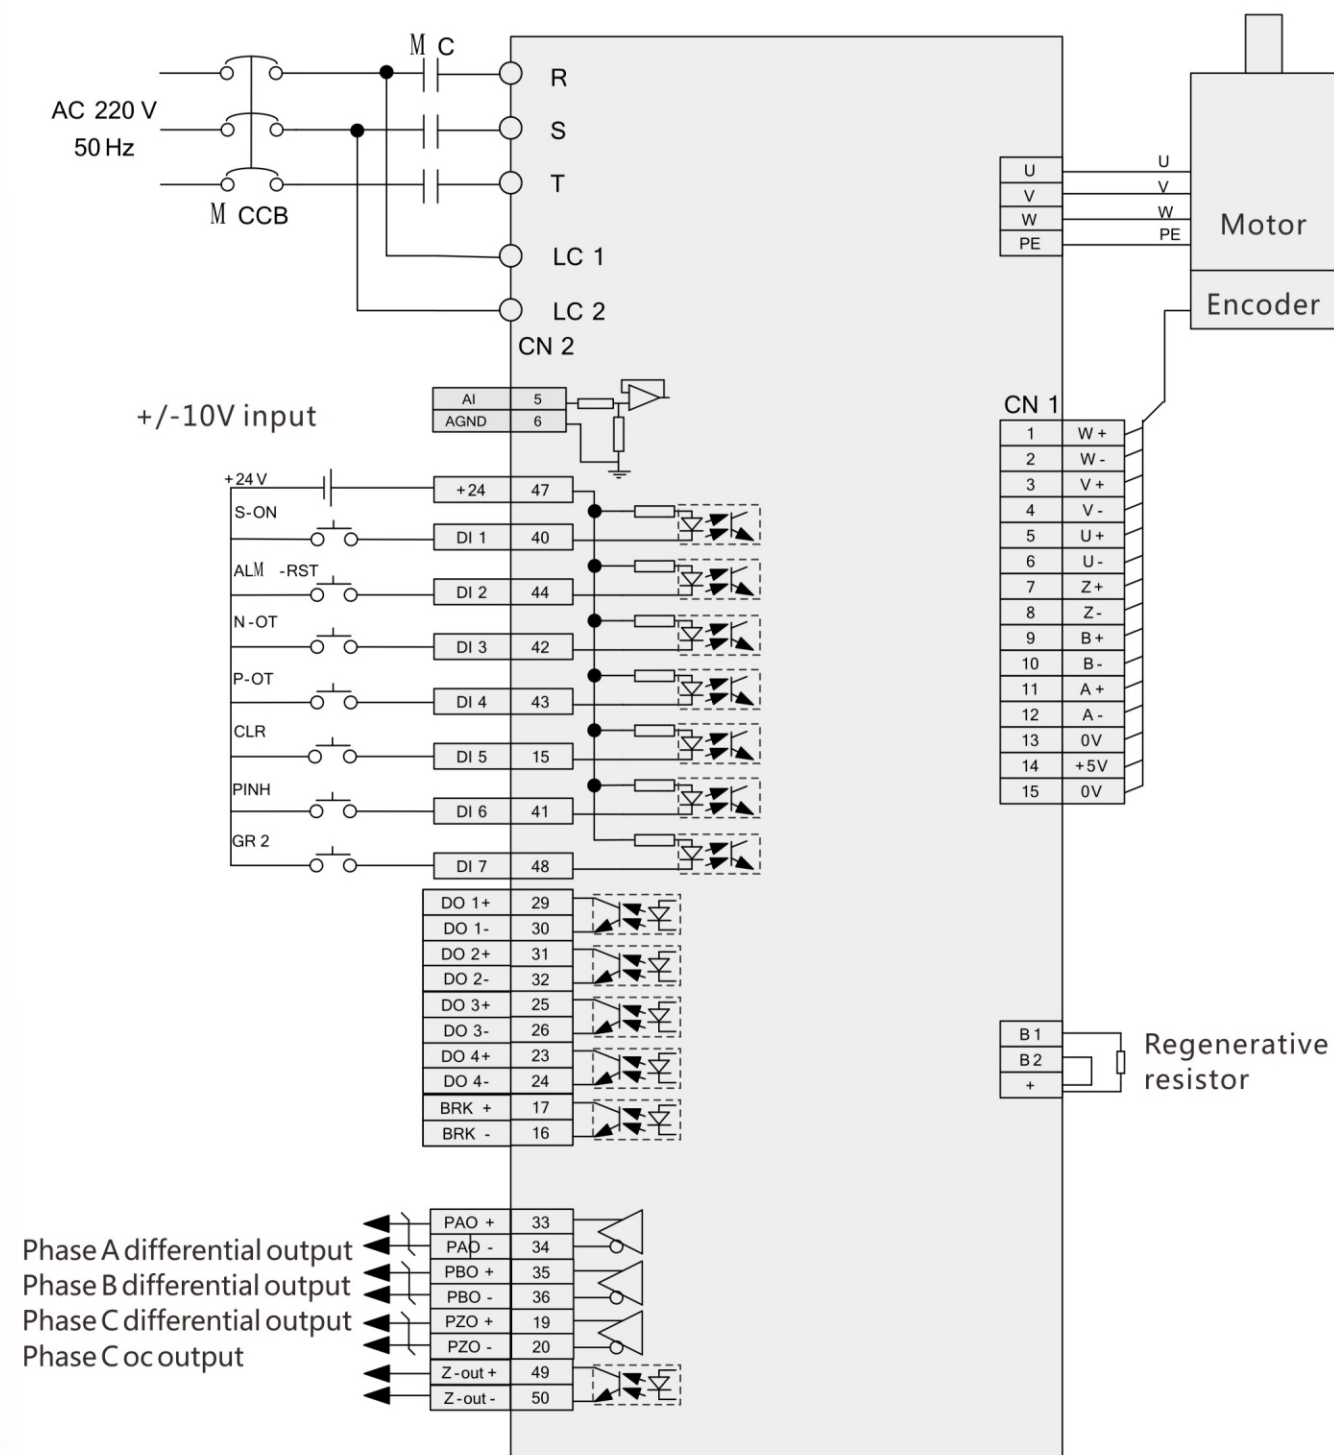 M C
R
AC 220 V
S
50 Hz
T
M CCB
LC 1
LC 2
CN 2
U U
V V
W W
PE PE
Motor
Encoder
+/-10V input
AI 5
AGND 6
+24V
+24 47
S-ON
DI 1 40
ALM -RST
DI 2 44
N-OT
DI 3 42
P-OT
DI 4 43
CLR
DI 5 15
PINH
DI 6 41
GR 2
DI 7 48
CN 1
1 W+
2 W-
3 V+
4 V-
5 U+
6 U-
7 Z+
8 Z-
9 B+
10 B-
11 A+
12 A-
13 0V
14 +5V
15 0V
DO 1+ 29
DO 1- 30
DO 2+ 31
DO 2- 32
DO 3+ 25
DO 3- 26
DO 4+ 23
DO 4- 24
BRK + 17
BRK - 16
B1
B2
+
Regenerative
resistor
PAO + 33
PAO - 34
PBO + 35
PBO - 36
PZO + 19
PZO - 20
Z-out + 49
Z-out - 50
Phase A differential output
Phase B differential output
Phase C differential output
Phase C oc output